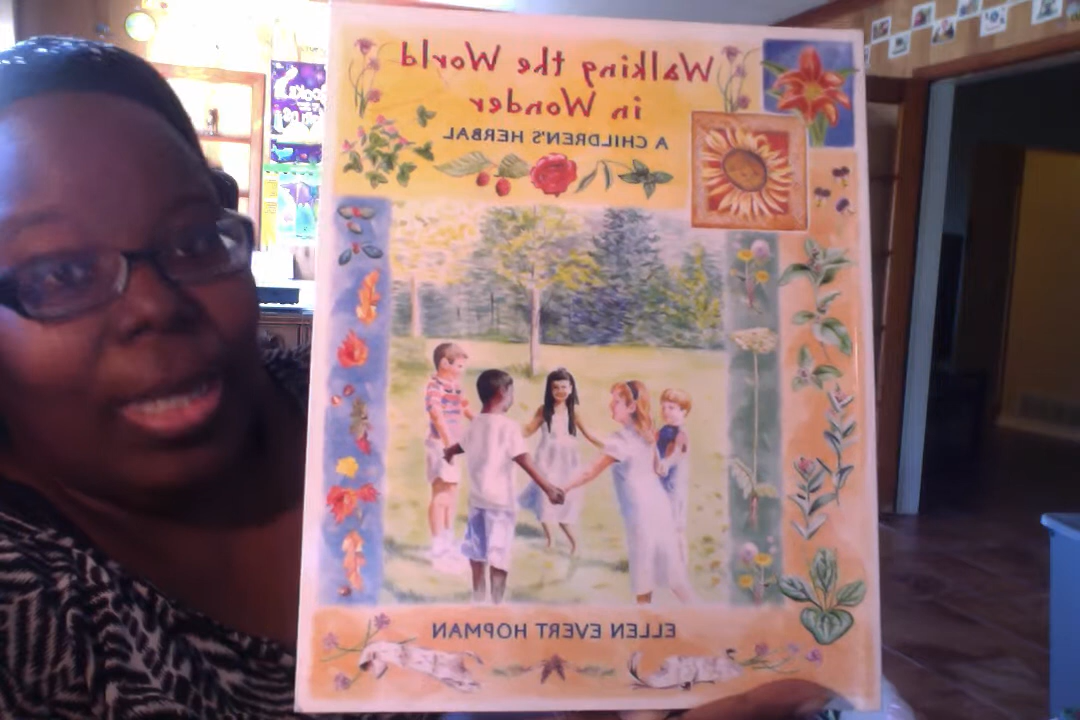 Walking the World
in Wonder
A CHILDREN'S HERBAL
ELLEN EVERT HOPMAN